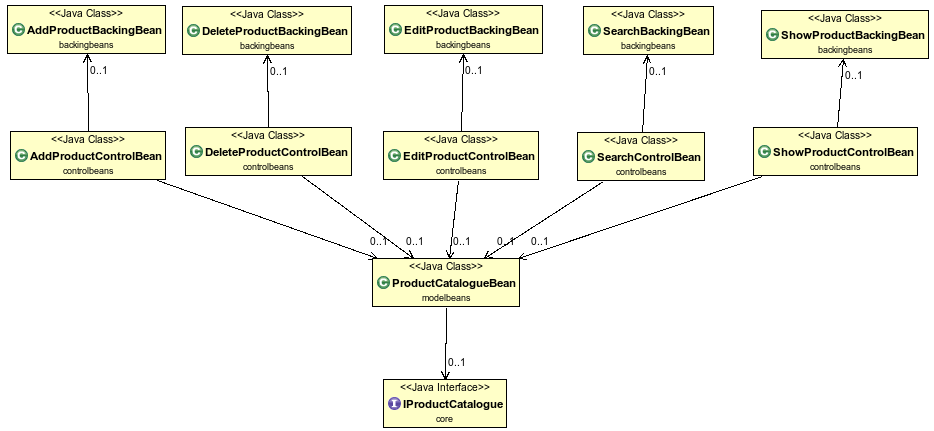 <<Java Class>>
AddProductBackingBean
backingbeans
<<Java Class>>
DeleteProductBackingBean
backingbeans
<<Java Class>>
EditProductBackingBean
backingbeans
<<Java Class>>
SearchBackingBean
backingbeans
<<Java Class>>
ShowProductBackingBean
backingbeans
0..1
0..1
0..1
0..1
0..1
<<Java Class>>
AddProductControlBean
controlbeans
<<Java Class>>
DeleteProductControlBean
controlbeans
<<Java Class>>
EditProductControlBean
controlbeans
<<Java Class>>
SearchControlBean
controlbeans
<<Java Class>>
ShowProductControlBean
controlbeans
0..1
0..1
0..1
0..1
0..1
<<Java Class>>
ProductCatalogueBean
modelbeans
0..1
<<Java Interface>>
IProductCatalogue
core